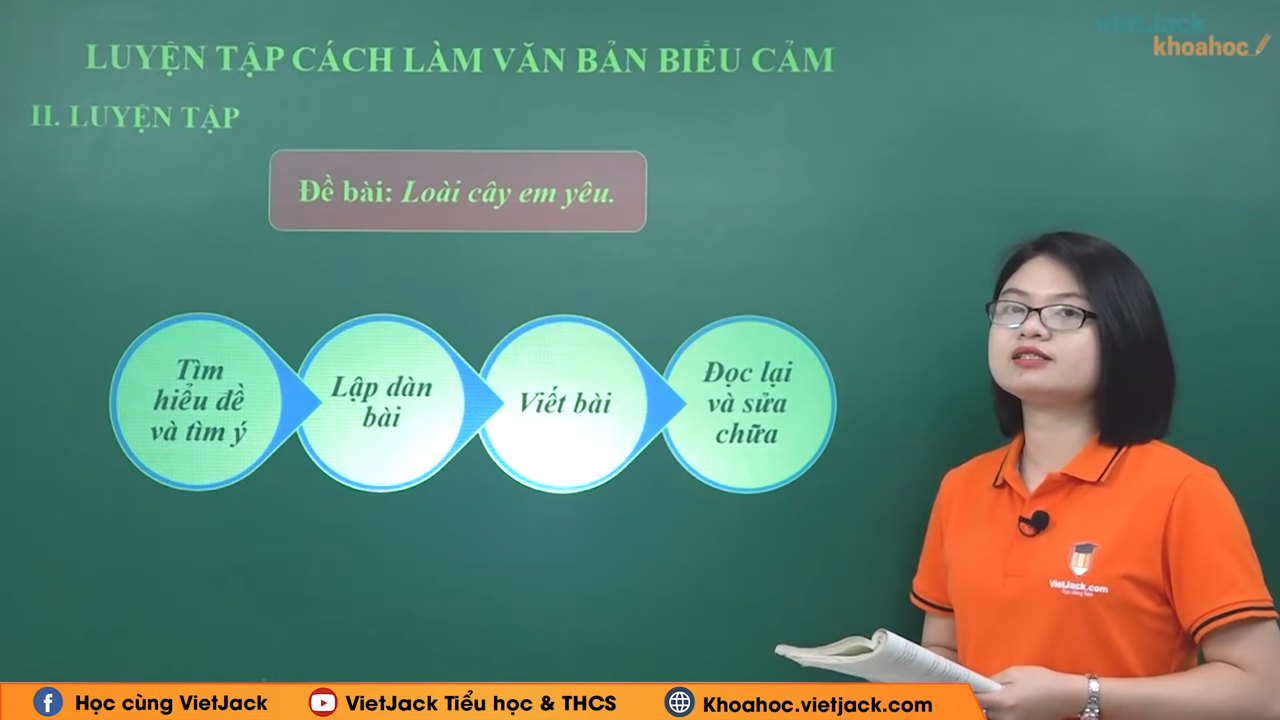 vietJack
khoahoc
LUYỆN TẬP CÁCH LÀM VĂN BẢN BIỂU CẢM
II. LUYỆN TẬP
Đề bài: Loài cây em yêu.
Tìm
hiểu đề
và tìm ý
Lập dàn
bài
Viết bài
Đọc lại
và sửa
chữa
VietJack.com
Học cùng VietJack
VietJack Tiểu học & THCS
Khoahoc.vietjack.com